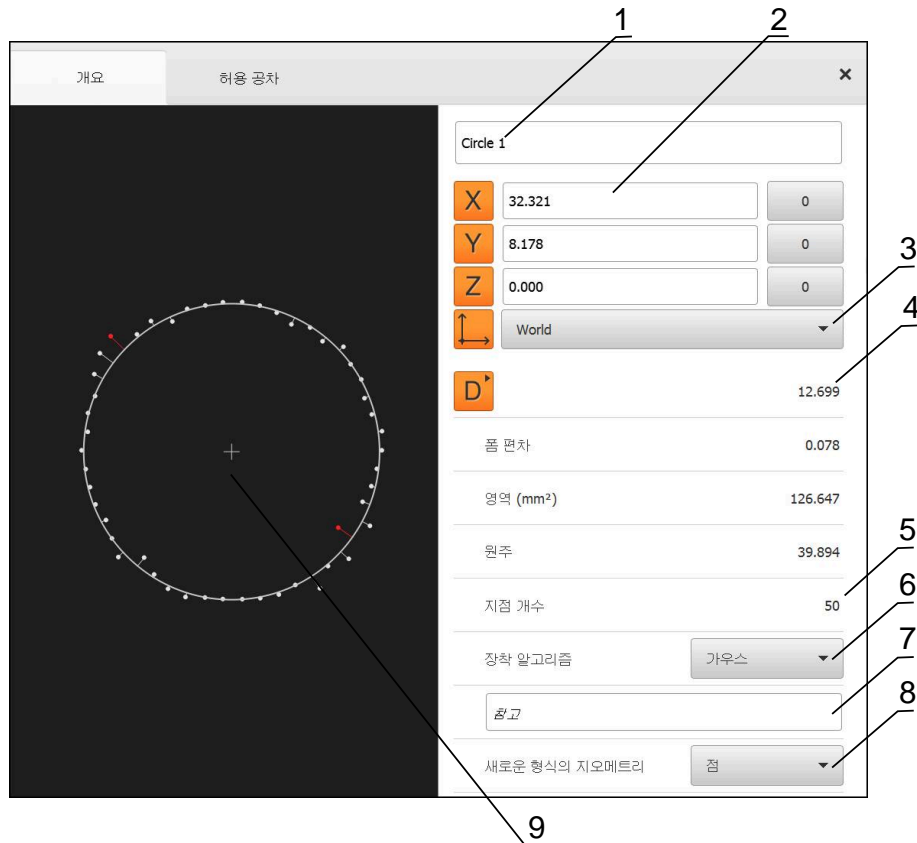 1 2
개요 허용 공차 ×
Circle 1
X 32.321 0
Y 8.178 0
3
Z 0.000 0
4
World
D 12.699
폼 편차 0.078
영역 (mm²) 126.647
5
원주 39.894
6
지점 개수 50
7
장착 알고리즘 가우스
8
참고
새로운 형식의 지오메트리 점
9